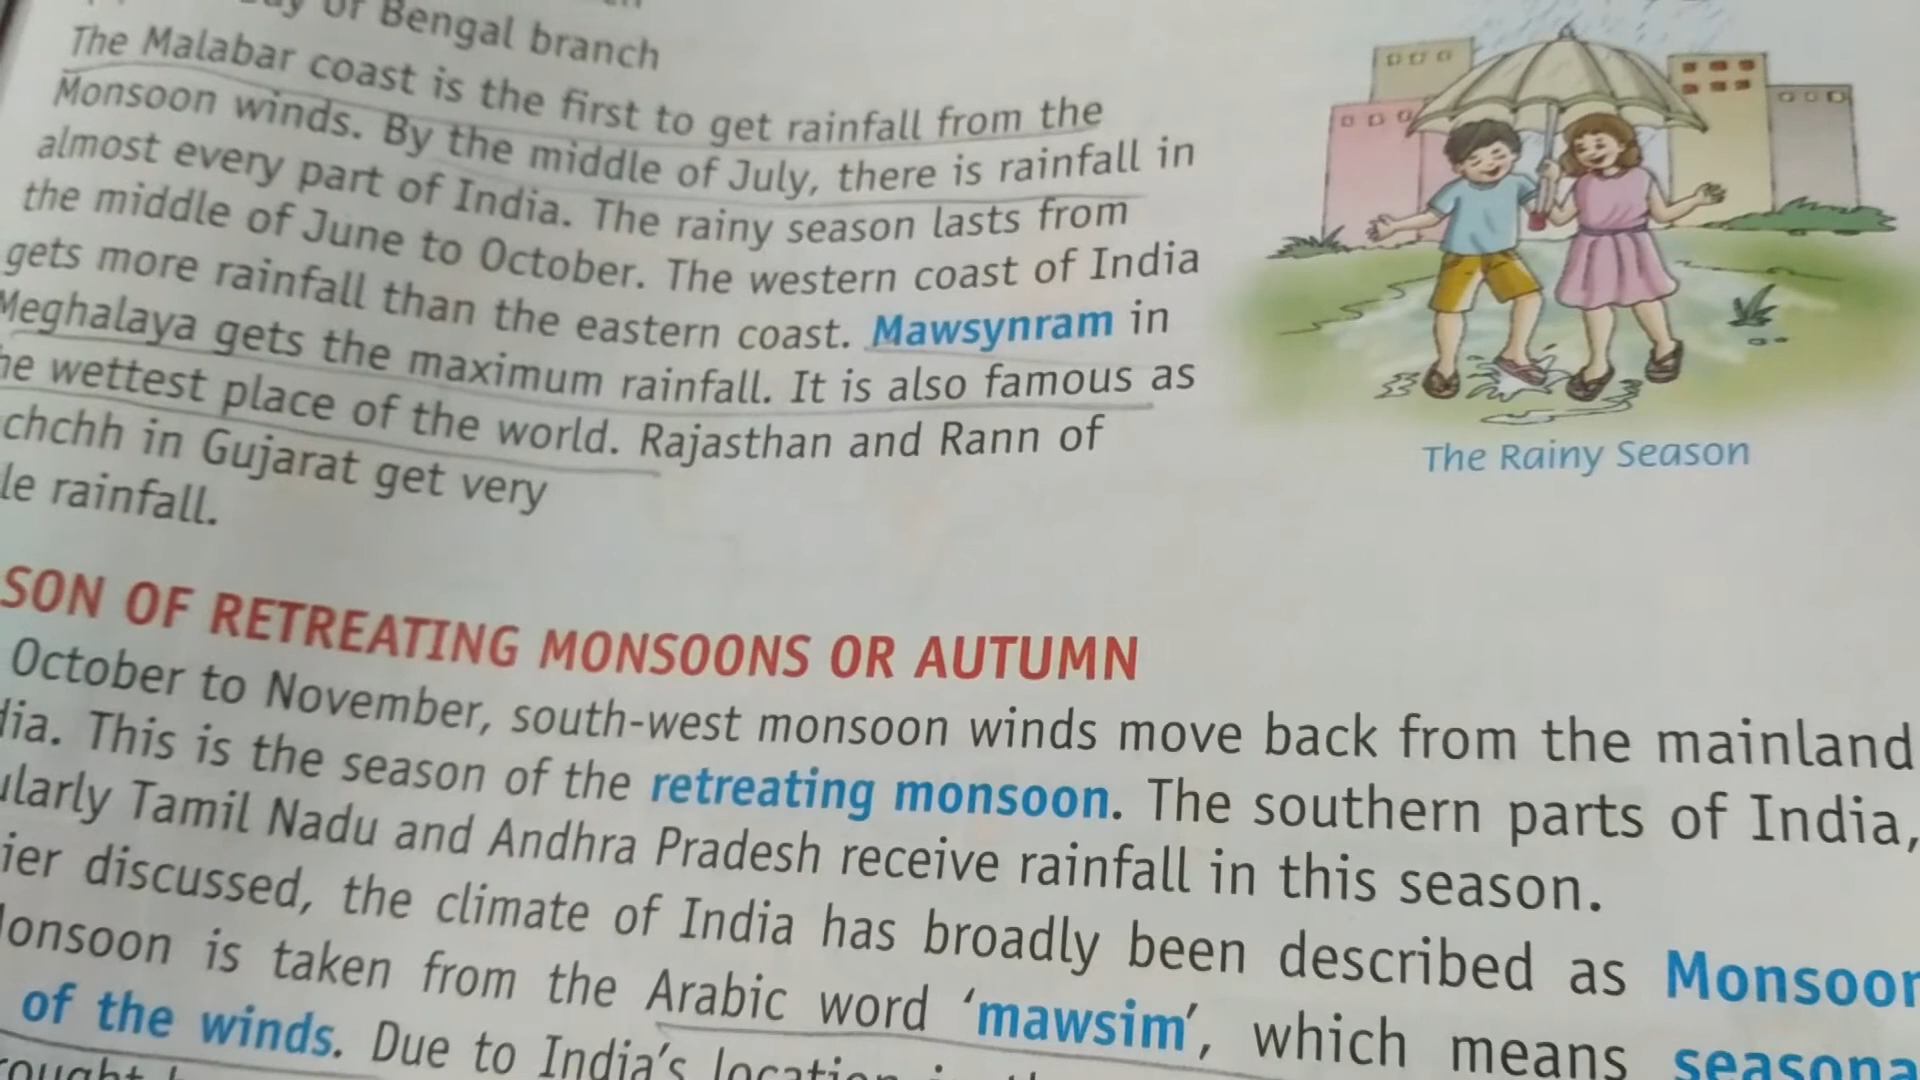 of Bengal branch
The Malabar coast is the first to get rainfall from the
Monsoon winds. By the middle of July, there is rainfall in
almost every part of India. The rainy season lasts from
the middle of June to October. The western coast of India
gets more rainfall than the eastern coast. Mawsynram in
Meghalaya gets the maximum rainfall. It is also famous as
he wettest place of the world. Rajasthan and Rann of
chchh in Gujarat get very
le rainfall.
The Rainy Season
SON OF RETREATING MONSOONS OR AUTUMN
October to November, south-west monsoon winds move back from the mainland
dia. This is the season of the retreating monsoon. The southern parts of India,
ularly Tamil Nadu and Andhra Pradesh receive rainfall in this season.
ier discussed, the climate of India has broadly been described as Monsoon
Monsoon is taken from the Arabic word ‘mawsim’, which means seasona
of the winds. Due to India's location